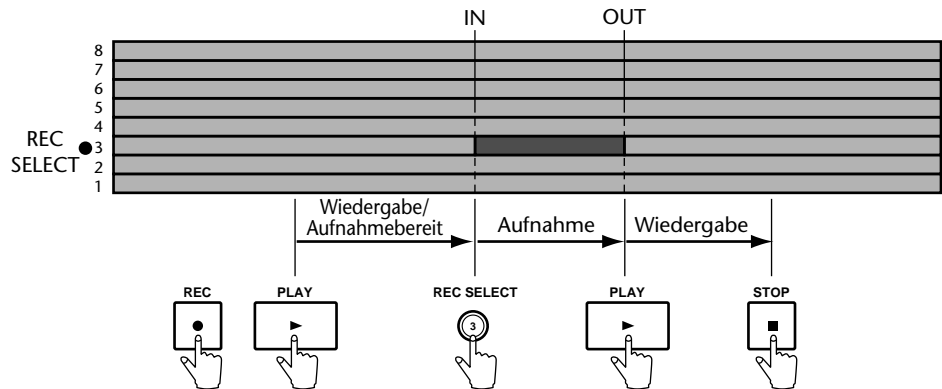 IN OUT
8
7
6
5
4
REC
SELECT
3
2
1
Wiedergabe/
Aufnahmebereit
Aufnahme
Wiedergabe
REC PLAY REC SELECT PLAY STOP
3